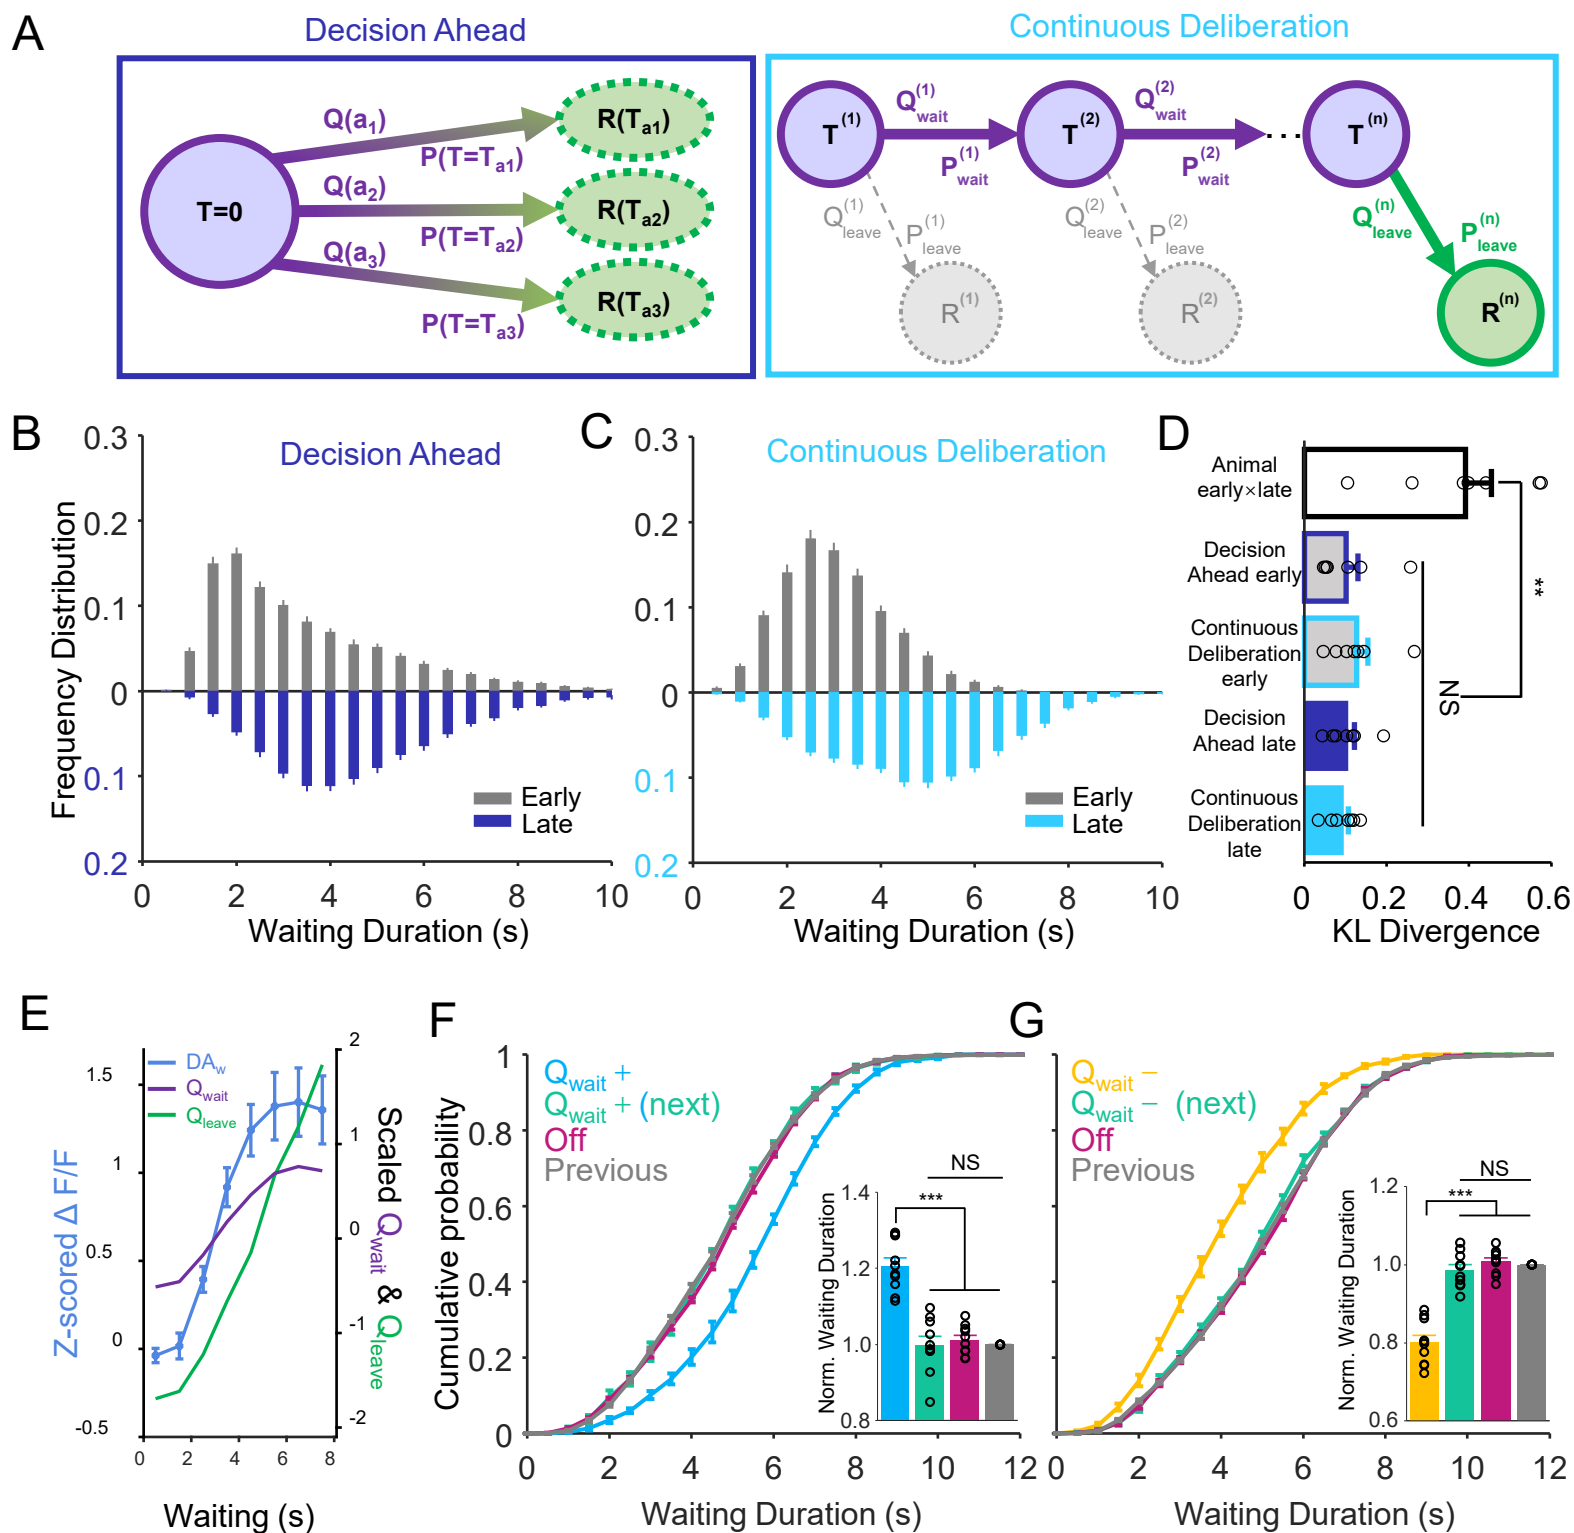 A
Decision Ahead
Continuous Deliberation
T=0
Q(a1)
P(T=Ta1)
R(Ta1)
Q(a2)
P(T=Ta2)
R(Ta2)
Q(a3)
P(T=Ta3)
R(Ta3)
T(1)
Q(1)wait
P(1)wait
T(2)
Q(2)wait
P(2)wait
...
T(n)
Q(1)leave
P(1)leave
Q(2)leave
P(2)leave
Q(n)leave
P(n)leave
R(1)
R(2)
R(n)
B
Decision Ahead
Frequency Distribution
0.3
0.2
0.1
0
0.1
0.2
Early
Late
0 2 4 6 8 10
Waiting Duration (s)
C
Continuous Deliberation
0.3
0.2
0.1
0
0.1
0.2
Early
Late
0 2 4 6 8 10
Waiting Duration (s)
D
Animal
early×late
Decision
Ahead early
Continuous
Deliberation
early
Decision
Ahead late
Continuous
Deliberation
late
**
NS
0 0.2 0.4 0.6
KL Divergence
E
DAw
Qwait
Qleave
Z-scored Δ F/F
1.5
1
0.5
0
-0.5
2
1
0
-1
-2
Scaled Qwait & Qleave
0 2 4 6 8
Waiting (s)
F
Cumulative probability
1
0.8
0.6
0.4
0.2
0
Qwait +
Qwait + (next)
Off
Previous
Norm. Waiting Duration
1.4
1.2
1.0
0.8
NS
***
0 2 4 6 8 10 12
Waiting Duration (s)
G
Qwait −
Qwait − (next)
Off
Previous
Norm. Waiting Duration
1.2
1.0
0.8
0.6
NS
***
2 4 6 8 10 12
Waiting Duration (s)